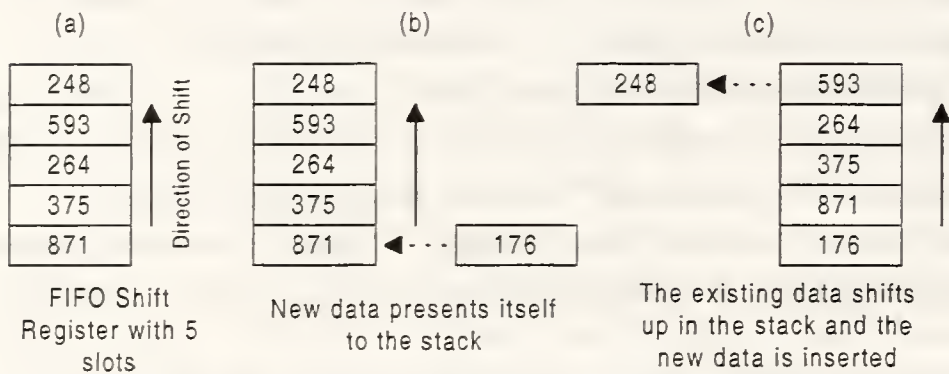 (a)
(b)
(c)
248
593
264
375
871
Direction of Shift
248
593
264
375
871
176
248
593
264
375
871
176
FIFO Shift
Register with 5
slots
New data presents itself
to the stack
The existing data shifts
up in the stack and the
new data is inserted